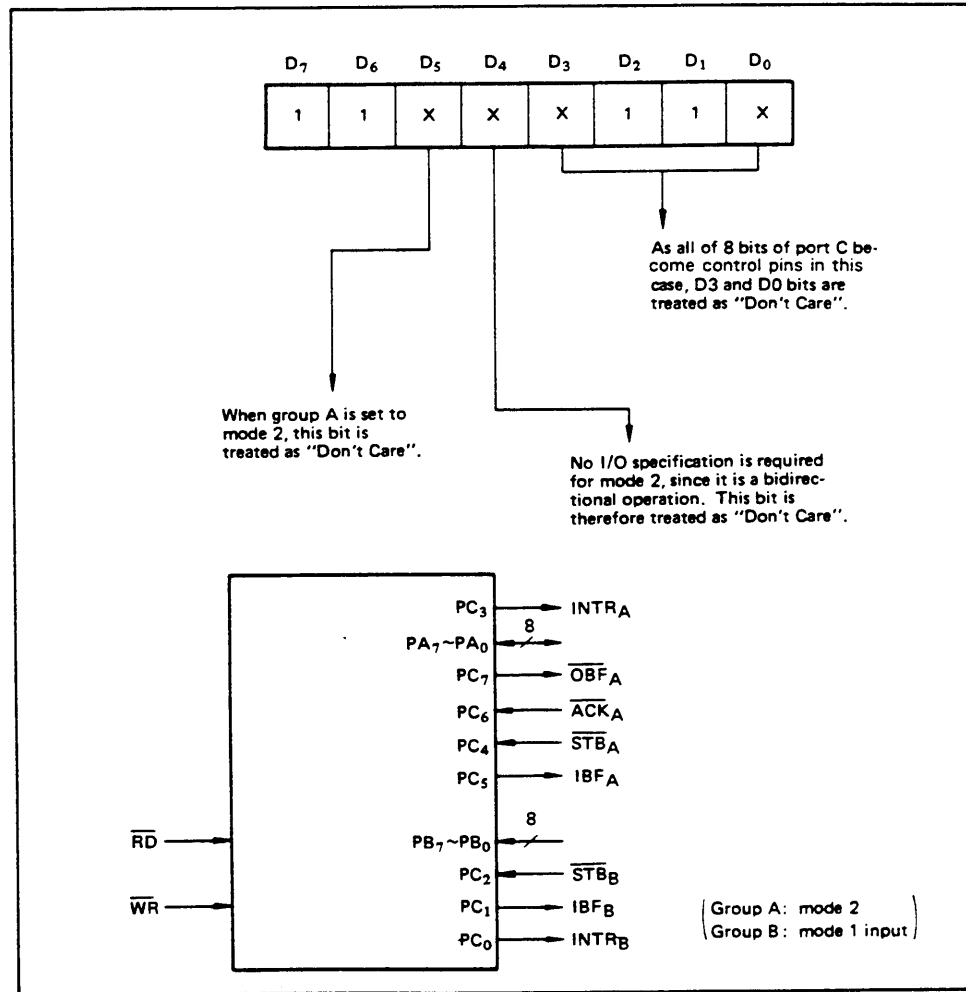 D7 D6 D5 D4 D3 D2 D1 D0
1 1 X X X 1 1 X
As all of 8 bits of port C be-
come control pins in this
case, D3 and D0 bits are
treated as "Don't Care".
When group A is set to
mode 2, this bit is
treated as "Don't Care".
No I/O specification is required
for mode 2, since it is a bidirec-
tional operation. This bit is
therefore treated as "Don't Care".
PC3 INTRA
PA7~PA0 8
PC7 OBFA
PC6 ACKA
PC4 STBA
PC5 IBFA
RD PB7~PB0 8
PC2 STBB
WR PC1 IBFB
PC0 INTRB
(Group A: mode 2
Group B: mode 1 input)